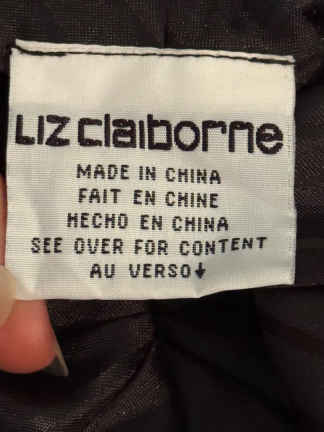 Liz claiborne
MADE IN CHINA
FAIT EN CHINE
HECHO EN CHINA
SEE OVER FOR CONTENT
AU VERSO↓